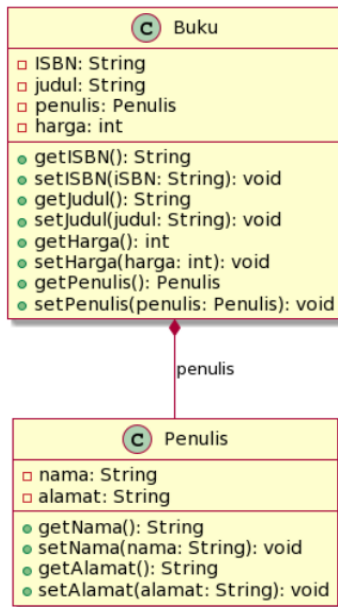 C Buku
ISBN: String
judul: String
penulis: Penulis
harga: int
getISBN(): String
setISBN(iSBN: String): void
getJudul(): String
setJudul(judul: String): void
getHarga(): int
setHarga(harga: int): void
getPenulis(): Penulis
setPenulis(penulis: Penulis): void
penulis
C Penulis
nama: String
alamat: String
getNama(): String
setNama(nama: String): void
getAlamat(): String
setAlamat(alamat: String): void